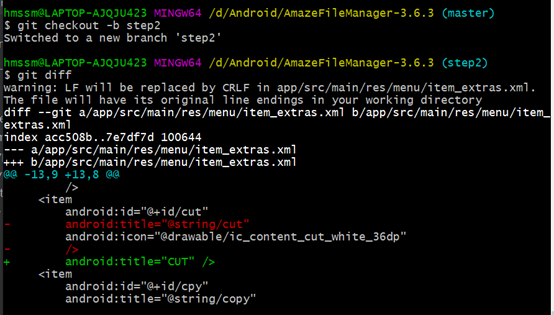 hmssm@LAPTOP-AJQJU423 MINGW64 /d/Android/AmazeFileManager-3.6.3 (master)
$ git checkout -b step2
Switched to a new branch 'step2'
hmssm@LAPTOP-AJQJU423 MINGW64 /d/Android/AmazeFileManager-3.6.3 (step2)
$ git diff
warning: LF will be replaced by CRLF in app/src/main/res/menu/item_extras.xml.
The file will have its original line endings in your working directory
diff --git a/app/src/main/res/menu/item_extras.xml b/app/src/main/res/menu/item_
extras.xml
index acc508b..7e7df7d 100644
--- a/app/src/main/res/menu/item_extras.xml
+++ b/app/src/main/res/menu/item_extras.xml
@@ -13,9 +13,8 @@
         />
     <item
         android:id="@+id/cut"
-        android:title="@string/cut"
         android:icon="@drawable/ic_content_cut_white_36dp"
-        />
+        android:title="CUT" />
     <item
         android:id="@+id/cpy"
         android:title="@string/copy"